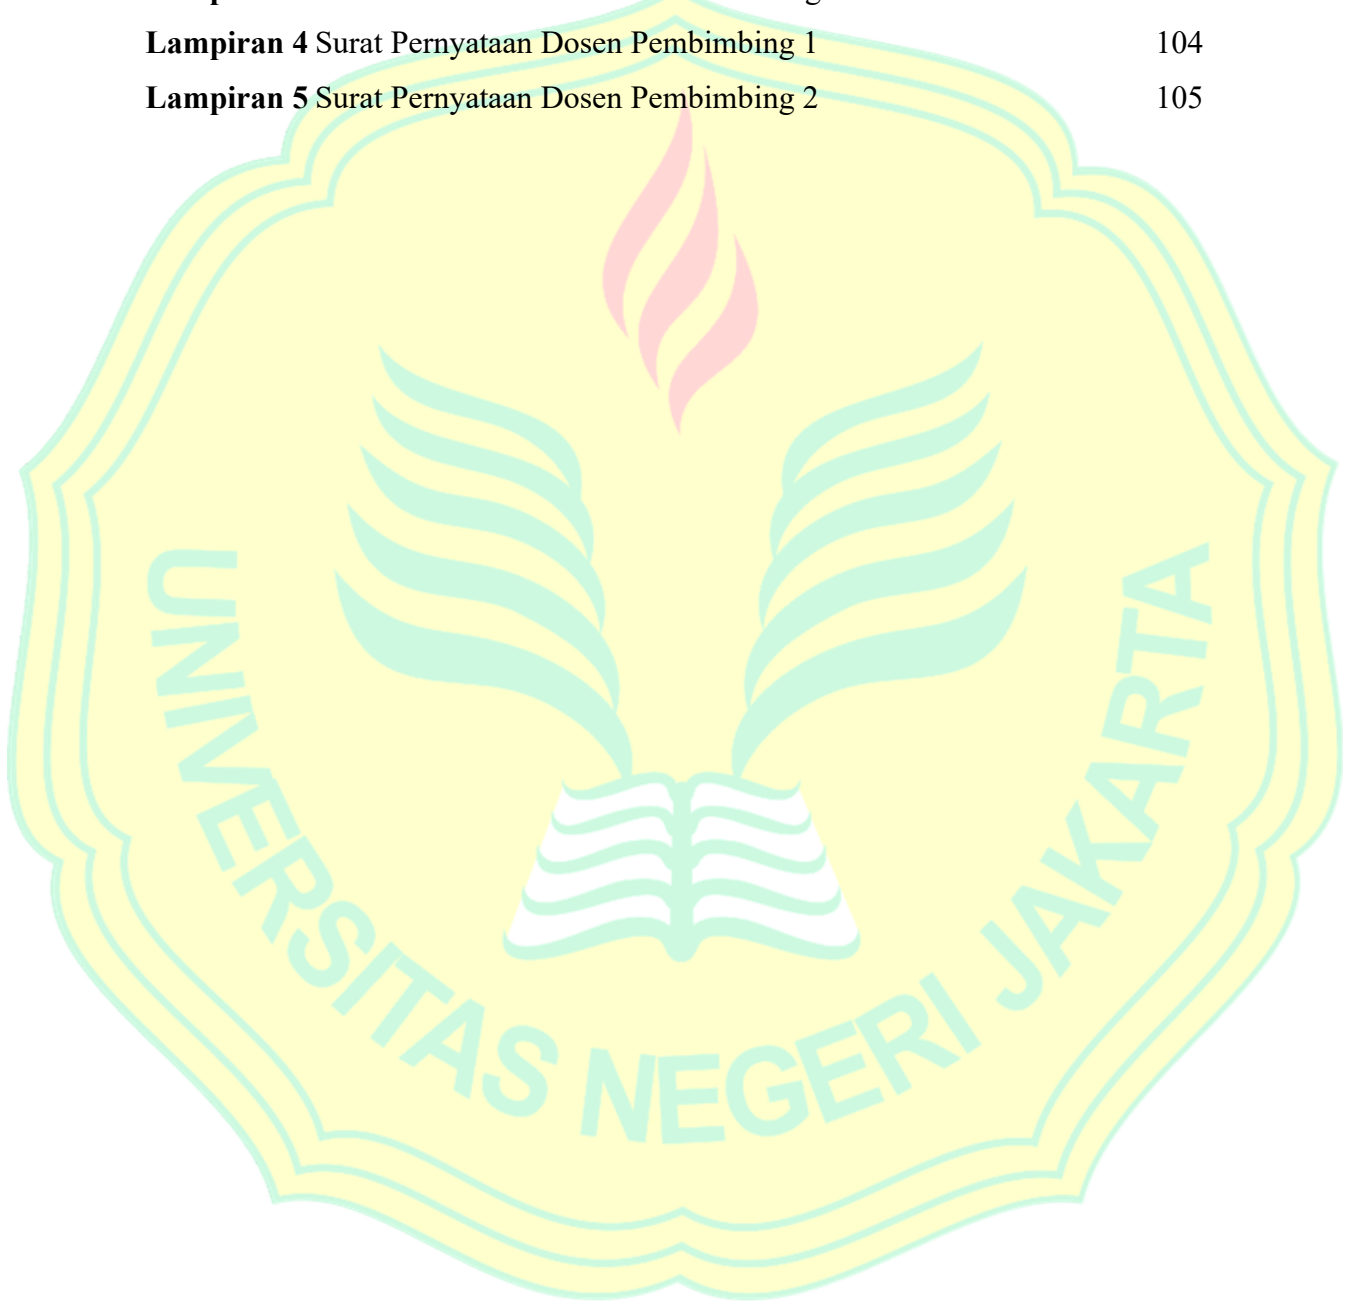 Lampiran 4 Surat Pernyataan Dosen Pembimbing 1 104
Lampiran 5 Surat Pernyataan Dosen Pembimbing 2 105
UNIVERSITAS NEGERI JAKARTA